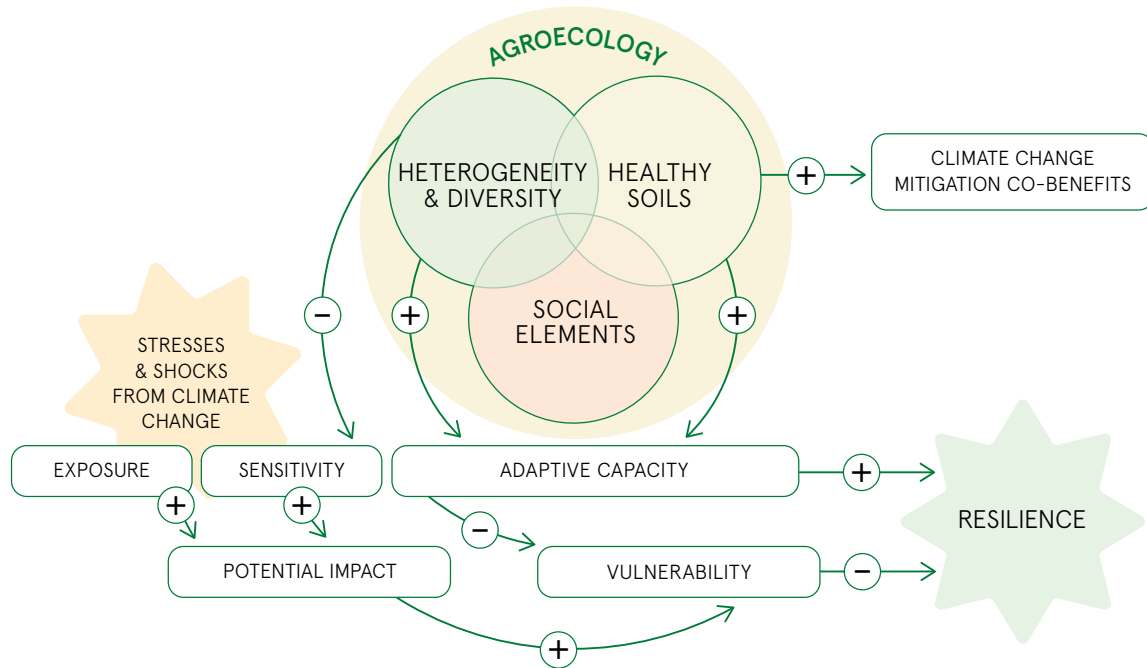 AGROECOLOGY
HETEROGENEITY
& DIVERSITY
HEALTHY
SOILS
SOCIAL
ELEMENTS
+
CLIMATE CHANGE
MITIGATION CO-BENEFITS
−
+
+
STRESSES
& SHOCKS
FROM CLIMATE
CHANGE
EXPOSURE
SENSITIVITY
ADAPTIVE CAPACITY
+
+
+
−
RESILIENCE
POTENTIAL IMPACT
VULNERABILITY
−
+